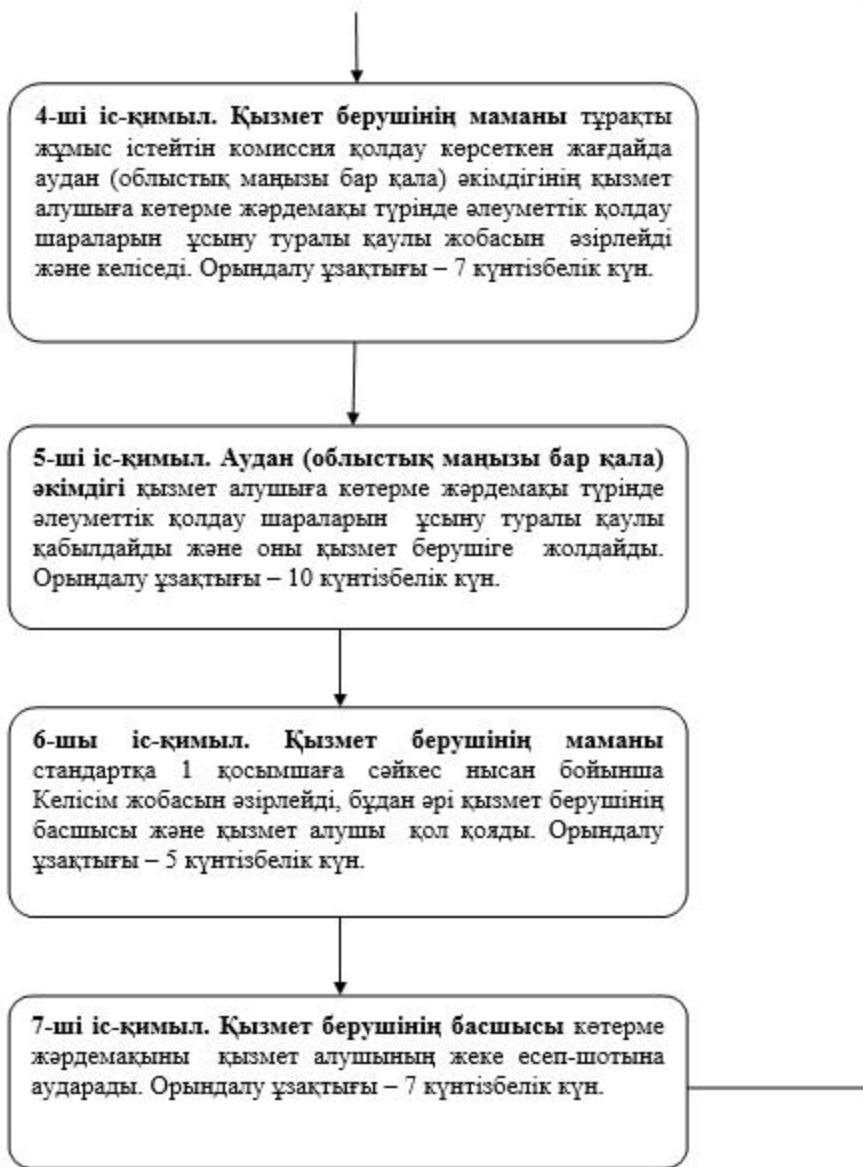 4-ші іс-қимыл. Қызмет берушінің маманы тұрақты
жұмыс істейтін комиссия қолдау көрсеткен жағдайда
аудан (облыстық маңызы бар қала) әкімдігінің қызмет
алушыға көтерме жәрдемақы түрінде әлеуметтік қолдау
шараларын ұсыну туралы қаулы жобасын әзірлейді
және келіседі. Орындалу ұзақтығы – 7 күнтізбелік күн.
5-ші іс-қимыл. Аудан (облыстық маңызы бар қала)
әкімдігі қызмет алушыға көтерме жәрдемақы түрінде
әлеуметтік қолдау шараларын ұсыну туралы қаулы
қабылдайды және оны қызмет берушіге жолдайды.
Орындалу ұзақтығы – 10 күнтізбелік күн.
6-шы іс-қимыл. Қызмет берушінің маманы
стандартқа 1 қосымшаға сәйкес нысан бойынша
Келісім жобасын әзірлейді, бұдан әрі қызмет берушінің
басшысы және қызмет алушы қол қояды. Орындалу
ұзақтығы – 5 күнтізбелік күн.
7-ші іс-қимыл. Қызмет берушінің басшысы көтерме
жәрдемақыны қызмет алушының жеке есеп-шотына
аударады. Орындалу ұзақтығы – 7 күнтізбелік күн.